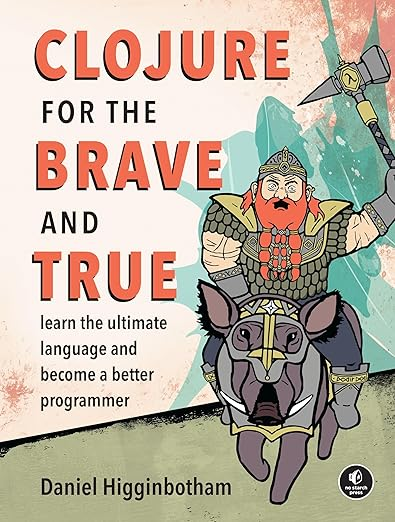 CLOJURE
FOR THE
BRAVE
AND
TRUE
learn the ultimate
language and
become a better
programmer
λ
Daniel Higginbotham
no starch
press